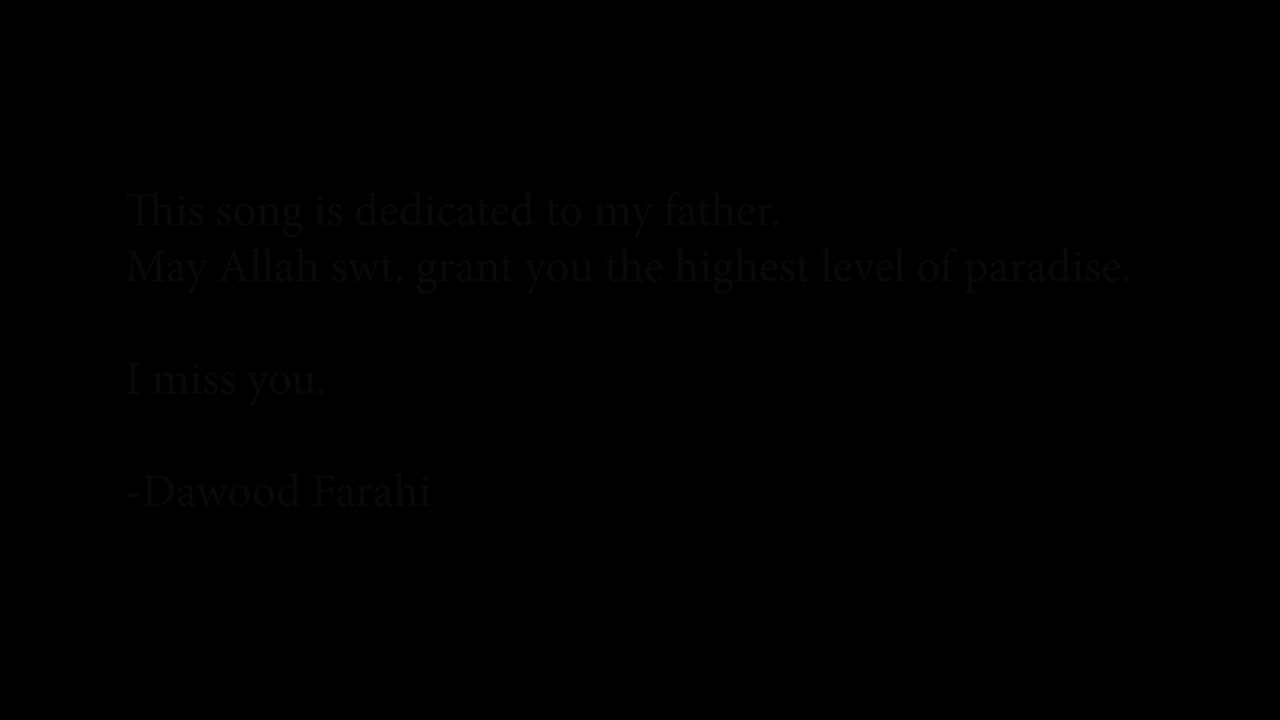 This song is dedicated to my father.
May Allah swt. grant you the highest level of paradise.
I miss you.
-Dawood Farahi